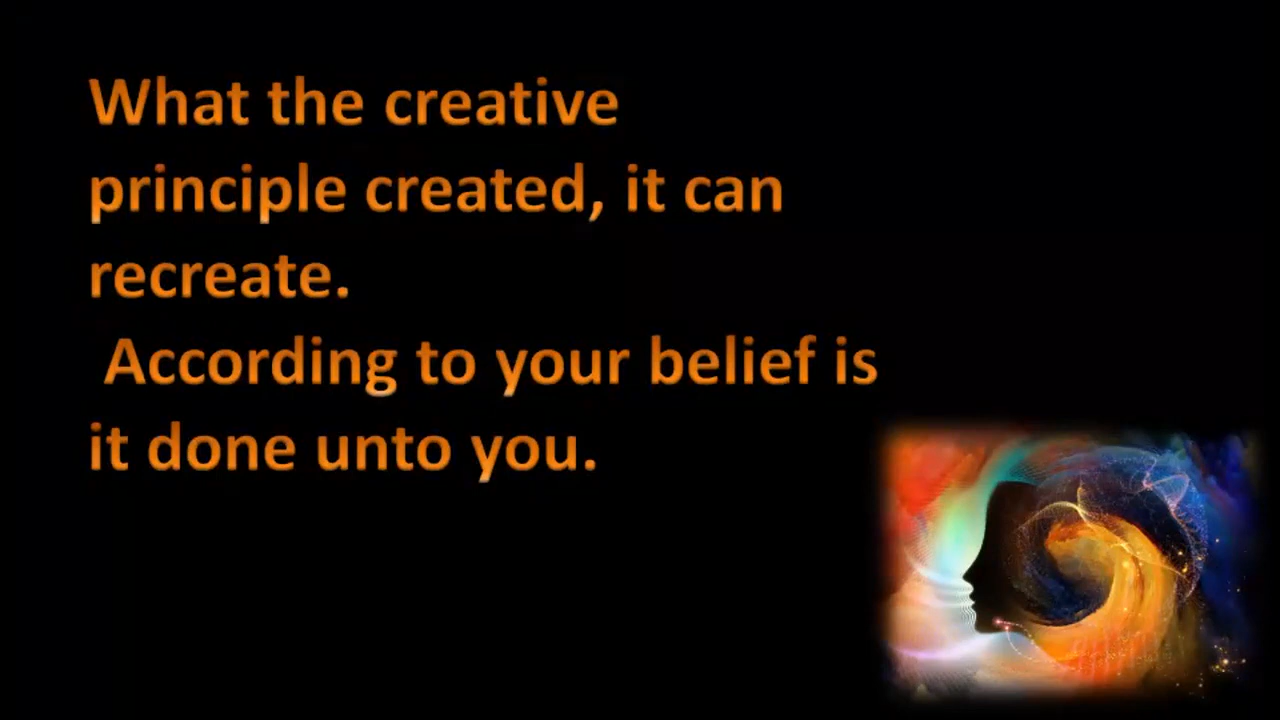 What the creative
principle created, it can
recreate.
According to your belief is
it done unto you.